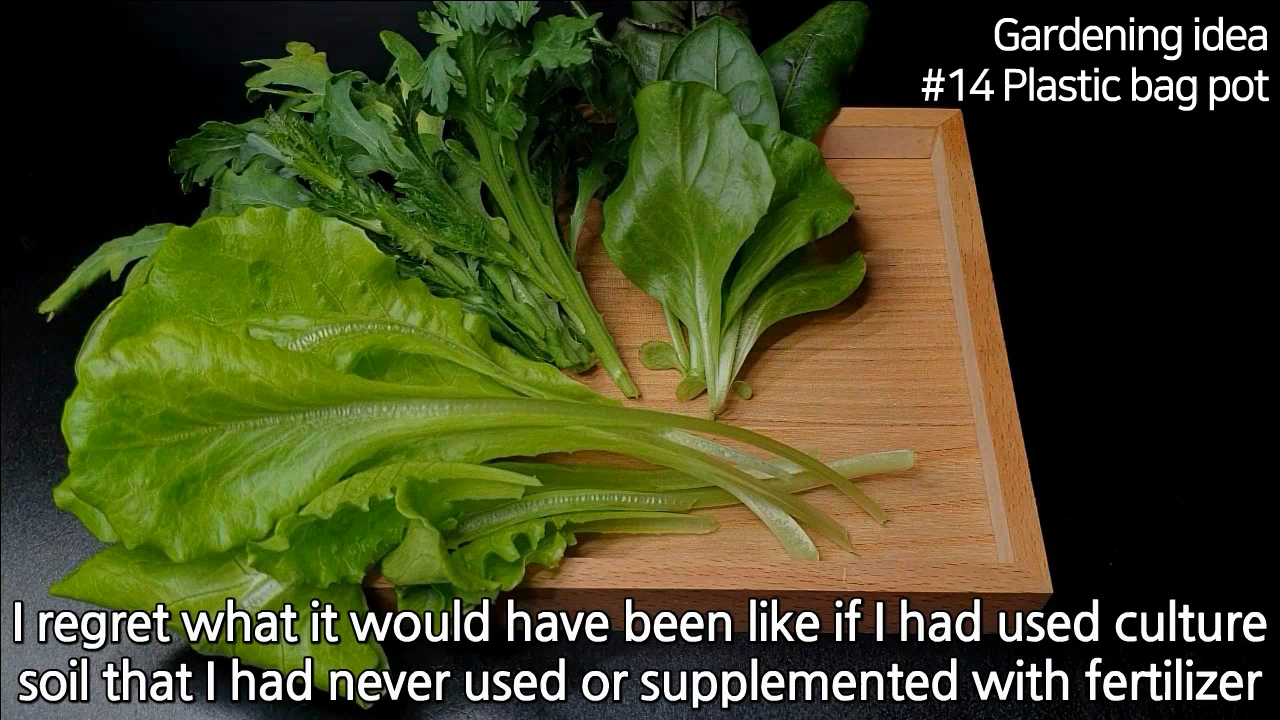 Gardening idea
#14 Plastic bag pot
I regret what it would have been like if I had used culture
soil that I had never used or supplemented with fertilizer